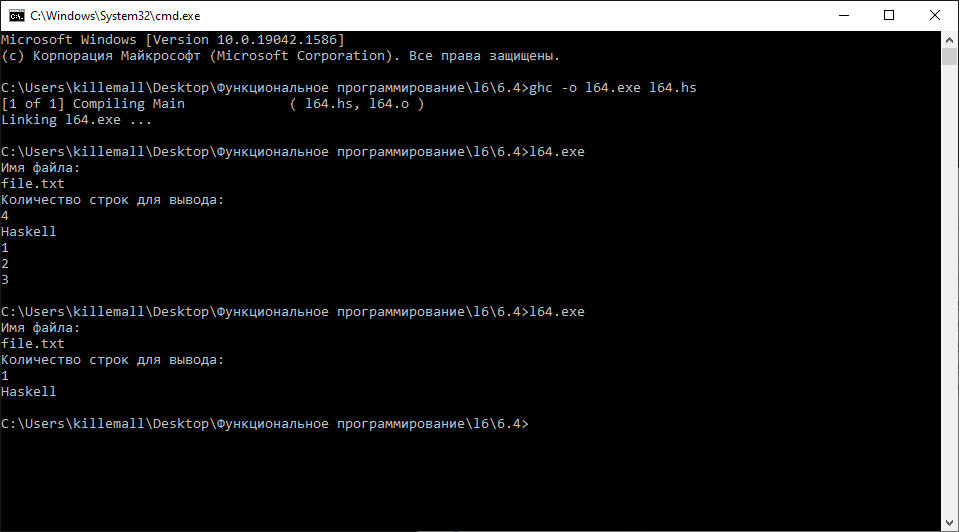 C:\Windows\System32\cmd.exe
Microsoft Windows [Version 10.0.19042.1586]
(c) Корпорация Майкрософт (Microsoft Corporation). Все права защищены.
C:\Users\killemall\Desktop\Функциональное программирование\l6\6.4>ghc -o l64.exe l64.hs
[1 of 1] Compiling Main             ( l64.hs, l64.o )
Linking l64.exe ...
C:\Users\killemall\Desktop\Функциональное программирование\l6\6.4>l64.exe
Имя файла:
file.txt
Количество строк для вывода:
4
Haskell
1
2
3
C:\Users\killemall\Desktop\Функциональное программирование\l6\6.4>l64.exe
Имя файла:
file.txt
Количество строк для вывода:
1
Haskell
C:\Users\killemall\Desktop\Функциональное программирование\l6\6.4>